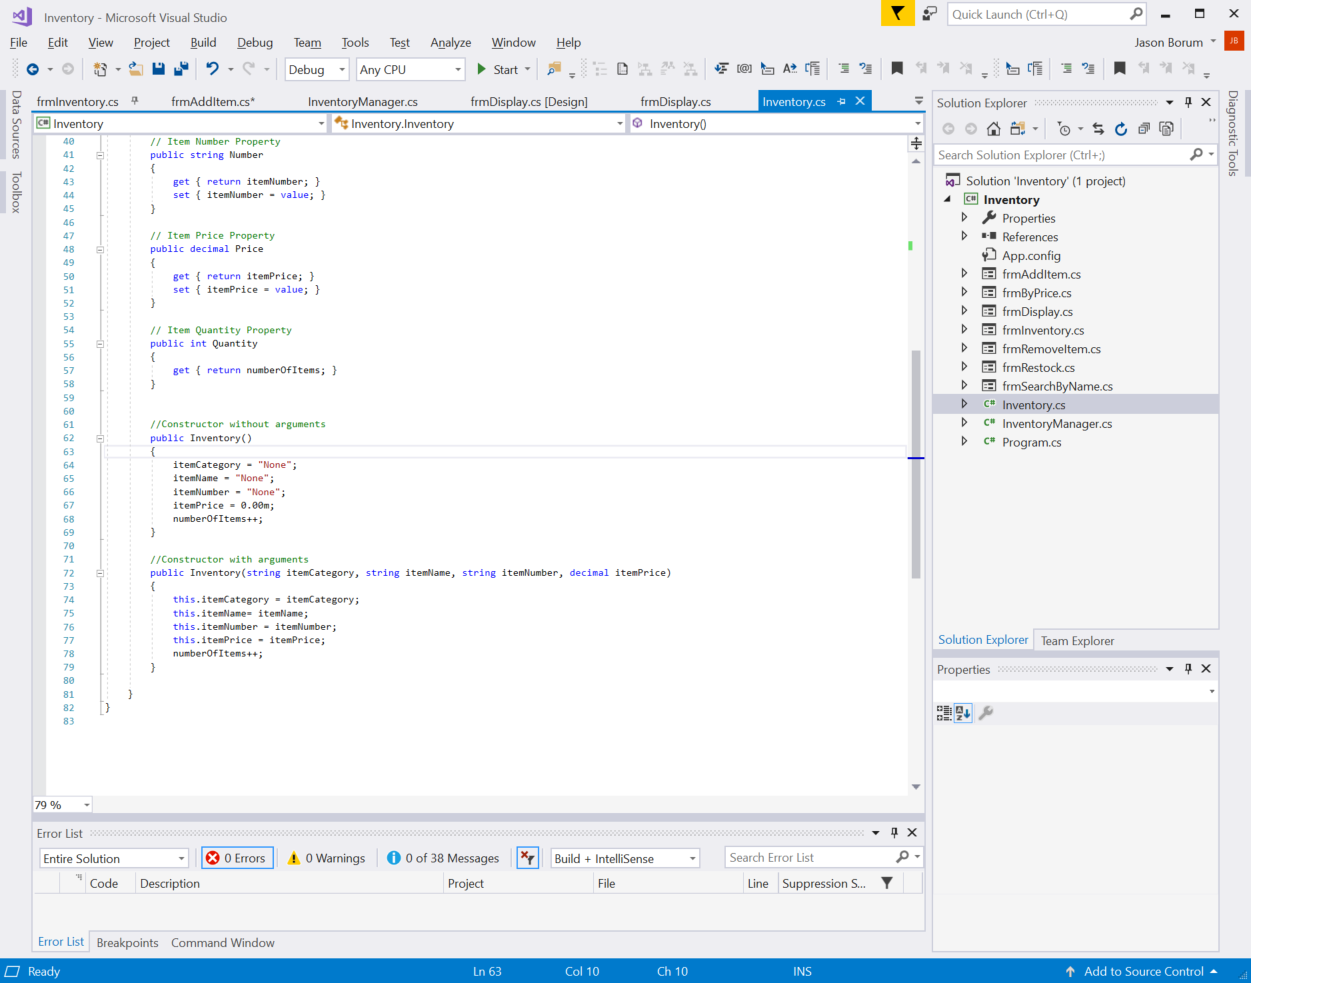 Inventory - Microsoft Visual Studio
Quick Launch (Ctrl+Q)
File Edit View Project Build Debug Team Tools Test Analyze Window Help
Jason Borum JB
Debug Any CPU Start
Data Sources
Toolbox
frmInventory.cs frmAddItem.cs* InventoryManager.cs frmDisplay.cs [Design] frmDisplay.cs Inventory.cs
Inventory Inventory.Inventory Inventory()
40 // Item Number Property
41 public string Number
42 {
43 get { return itemNumber; }
44 set { itemNumber = value; }
45 }
46
47 // Item Price Property
48 public decimal Price
49 {
50 get { return itemPrice; }
51 set { itemPrice = value; }
52 }
53
54 // Item Quantity Property
55 public int Quantity
56 {
57 get { return numberOfItems; }
58 }
59
60
61 //Constructor without arguments
62 public Inventory()
63 {
64 itemCategory = "None";
65 itemName = "None";
66 itemNumber = "None";
67 itemPrice = 0.00m;
68 numberOfItems++;
69 }
70
71 //Constructor with arguments
72 public Inventory(string itemCategory, string itemName, string itemNumber, decimal itemPrice)
73 {
74 this.itemCategory = itemCategory;
75 this.itemName= itemName;
76 this.itemNumber = itemNumber;
77 this.itemPrice = itemPrice;
78 numberOfItems++;
79 }
80
81 }
82 }
83
79 %
Error List
Entire Solution 0 Errors 0 Warnings 0 of 38 Messages Build + IntelliSense Search Error List
Code Description Project File Line Suppression S...
Error List Breakpoints Command Window
Solution Explorer
Search Solution Explorer (Ctrl+;)
Solution 'Inventory' (1 project)
C# Inventory
Properties
References
App.config
frmAddItem.cs
frmByPrice.cs
frmDisplay.cs
frmInventory.cs
frmRemoveItem.cs
frmRestock.cs
frmSearchByName.cs
C# Inventory.cs
C# InventoryManager.cs
C# Program.cs
Solution Explorer Team Explorer
Properties
Diagnostic Tools
Ready Ln 63 Col 10 Ch 10 INS Add to Source Control